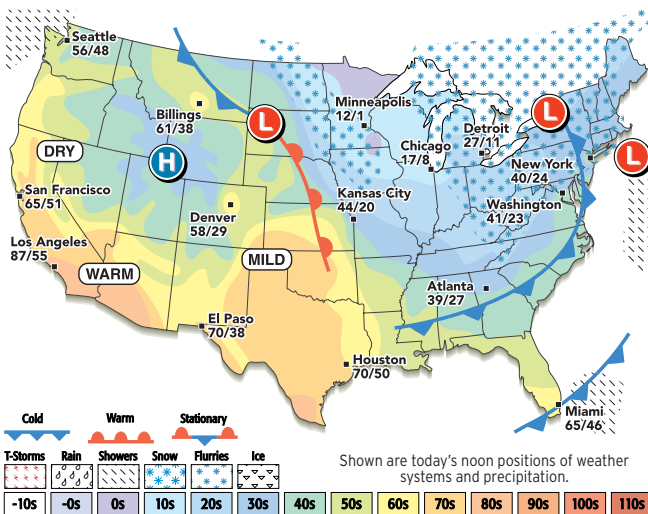 Seattle
56/48
Billings
61/38
L
Minneapolis
12/1
L
Detroit
27/11
Chicago
17/8
New York
40/24
L
DRY
H
San Francisco
65/51
Denver
58/29
Kansas City
44/20
Washington
41/23
Los Angeles
87/55
WARM
MILD
Atlanta
39/27
El Paso
70/38
Houston
70/50
Miami
65/46
Cold
Warm
Stationary
T-Storms Rain Showers Snow Flurries Ice
Shown are today's noon positions of weather
systems and precipitation.
-10s -0s 0s 10s 20s 30s 40s 50s 60s 70s 80s 90s 100s 110s